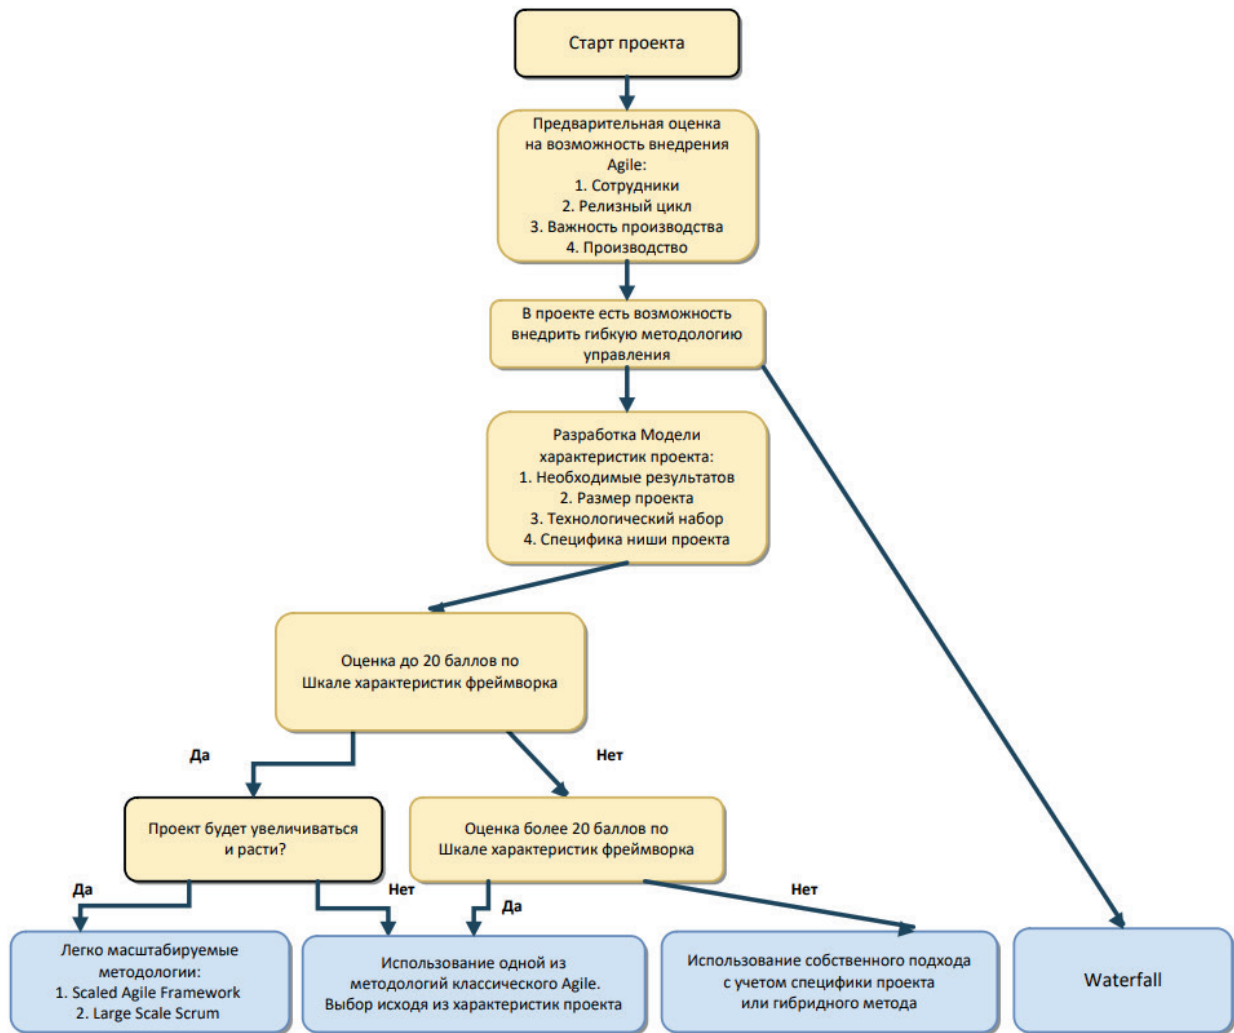 Старт проекта
Предварительная оценка
на возможность внедрения
Agile:
1. Сотрудники
2. Релизный цикл
3. Важность производства
4. Производство
В проекте есть возможность
внедрить гибкую методологию
управления
Разработка Модели
характеристик проекта:
1. Необходимые результатов
2. Размер проекта
3. Технологический набор
4. Специфика ниши проекта
Оценка до 20 баллов по
Шкале характеристик фреймворка
Да
Нет
Проект будет увеличиваться
и расти?
Оценка более 20 баллов по
Шкале характеристик фреймворка
Да
Нет
Да
Нет
Легко масштабируемые
методологии:
1. Scaled Agile Framework
2. Large Scale Scrum
Использование одной из
методологий классического Agile.
Выбор исходя из характеристик проекта
Использование собственного подхода
с учетом специфики проекта
или гибридного метода
Waterfall